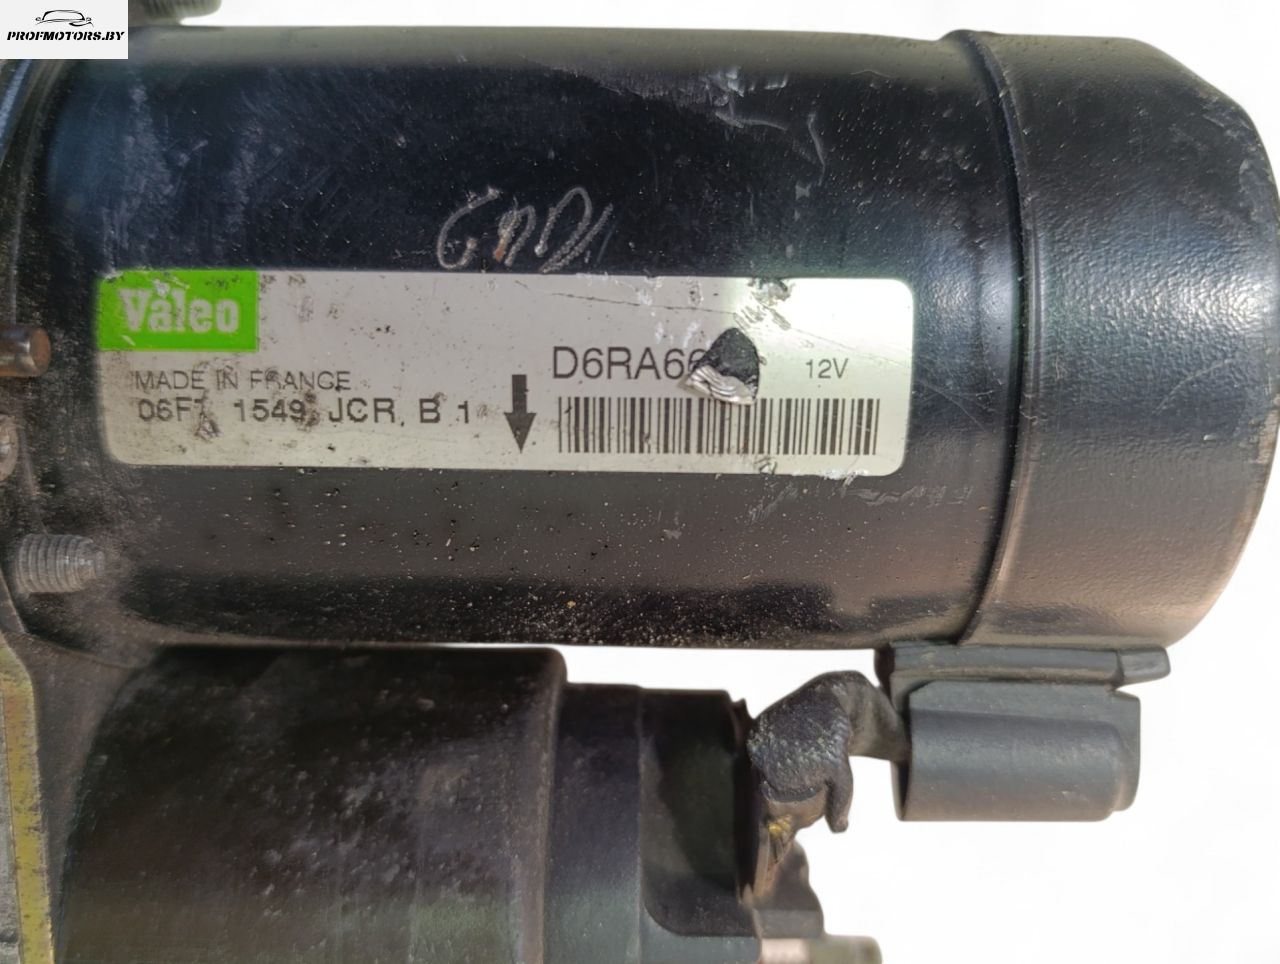 PROFMOTORS.BY
Valeo
D6RA66
12V
MADE IN FRANCE
06F7 1549 JCR B 1